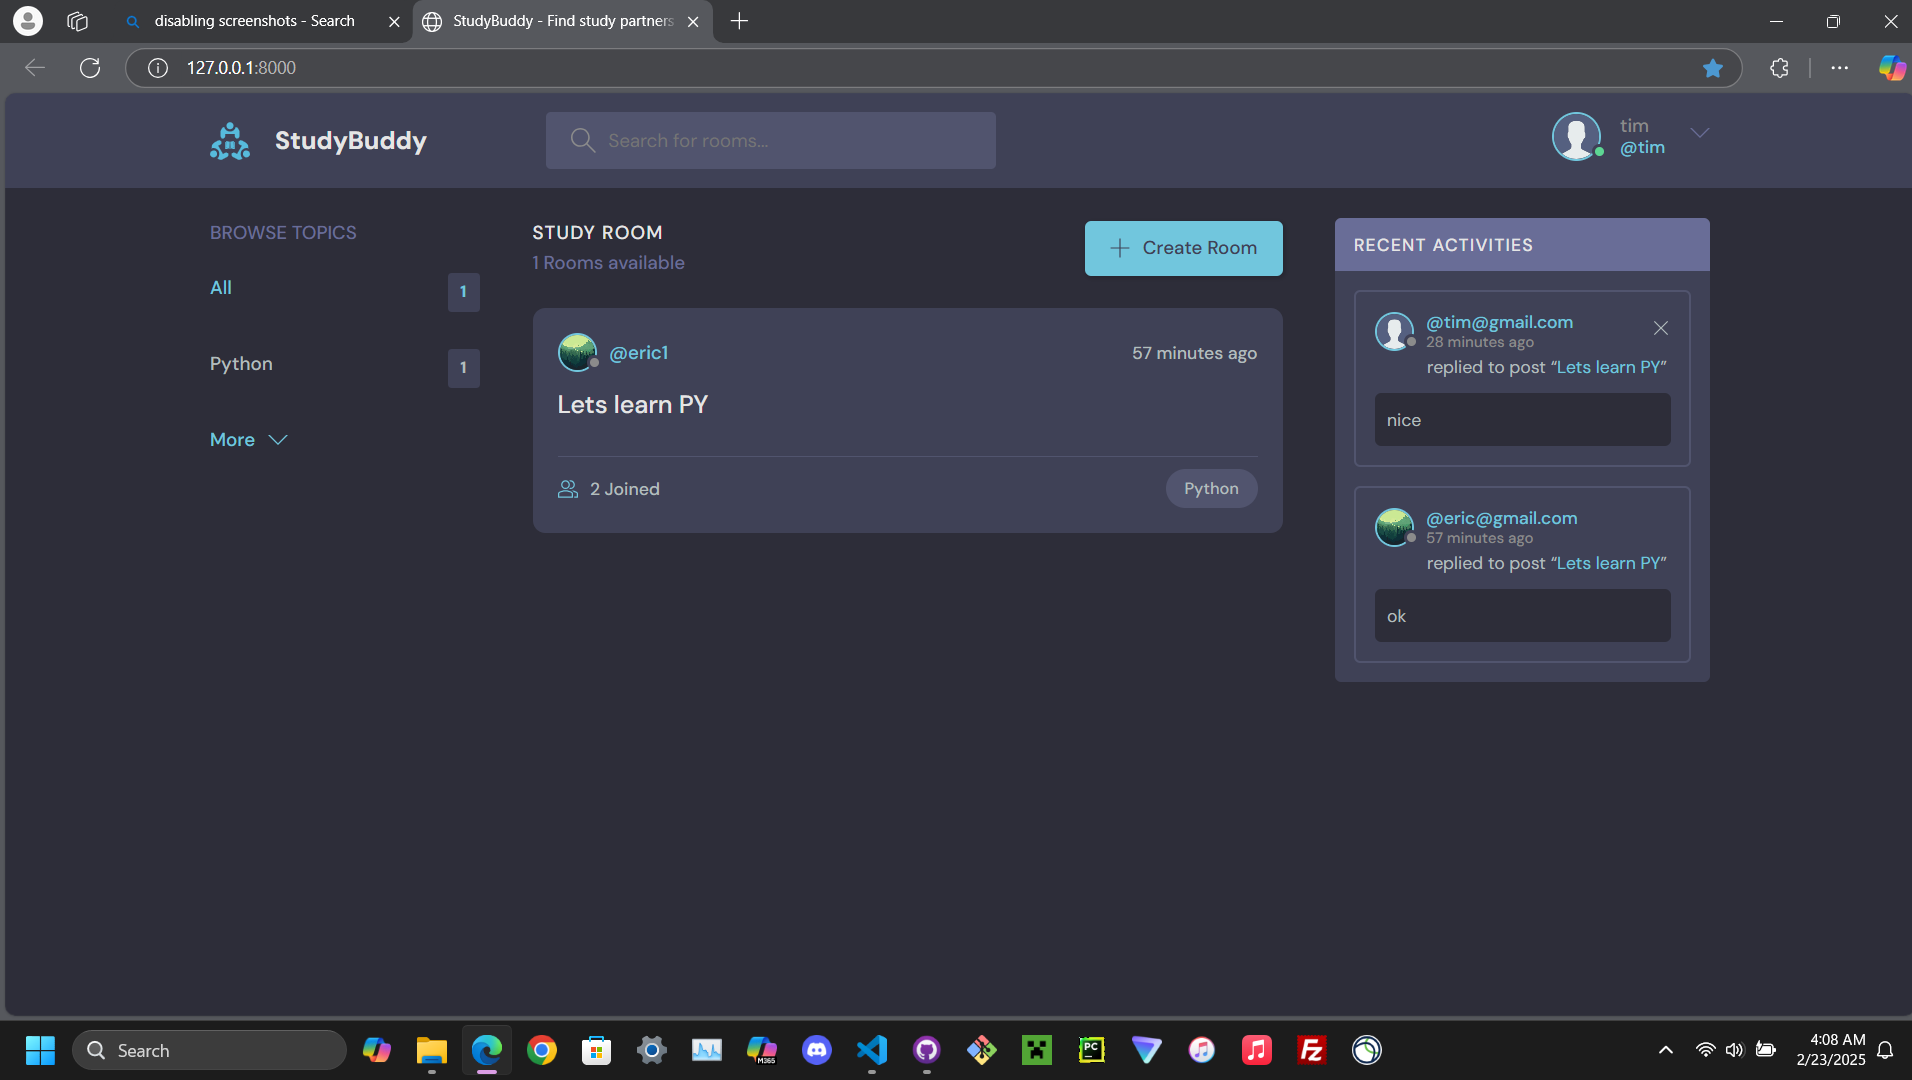 disabling screenshots - Search
StudyBuddy - Find study partners
127.0.0.1:8000
StudyBuddy
Search for rooms...
tim
@tim
BROWSE TOPICS
All
1
Python
1
More
STUDY ROOM
1 Rooms available
Create Room
@eric1
57 minutes ago
Lets learn PY
2 Joined
Python
RECENT ACTIVITIES
@tim@gmail.com
28 minutes ago
replied to post “Lets learn PY”
nice
@eric@gmail.com
57 minutes ago
replied to post “Lets learn PY”
ok
Search
M365
PC
Fz
4:08 AM
2/23/2025